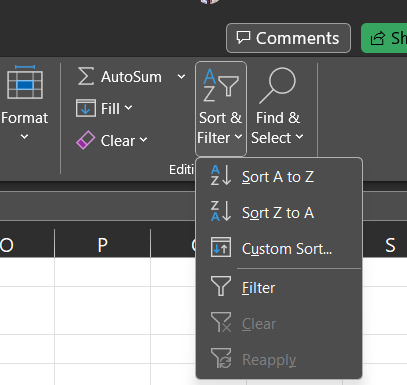 Comments
Sh
AutoSum
Fill
Clear
Format
Sort &
Filter
Find &
Select
Editi
Sort A to Z
Sort Z to A
Custom Sort...
Filter
Clear
Reapply
O
P
S